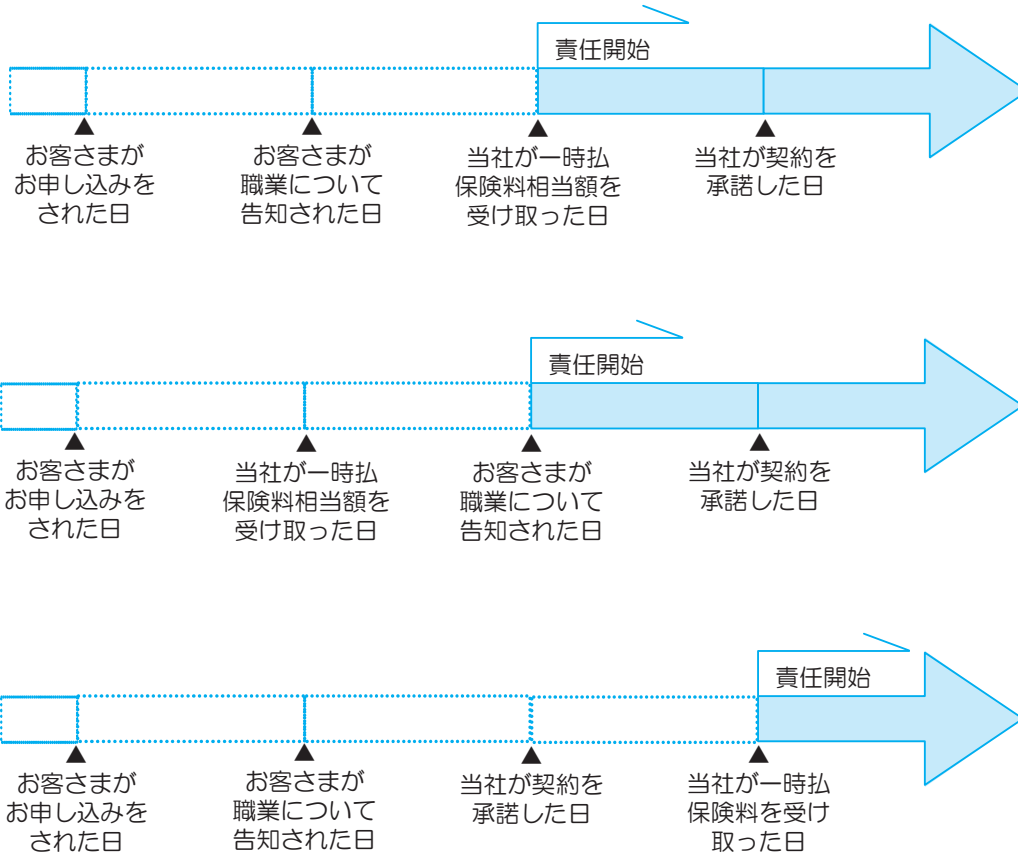 責任開始
お客さまが
お申し込みを
された日
お客さまが
職業について
告知された日
当社が一時払
保険料相当額を
受け取った日
当社が契約を
承諾した日
責任開始
お客さまが
お申し込みを
された日
当社が一時払
保険料相当額を
受け取った日
お客さまが
職業について
告知された日
当社が契約を
承諾した日
責任開始
お客さまが
お申し込みを
された日
お客さまが
職業について
告知された日
当社が契約を
承諾した日
当社が一時払
保険料を受け
取った日